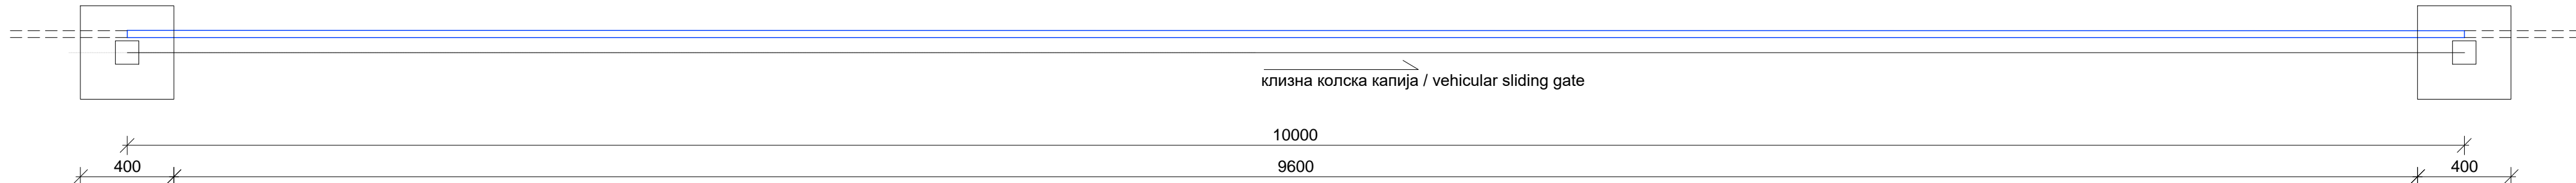 клизна колска капија / vehicular sliding gate
10000
400 9600 400